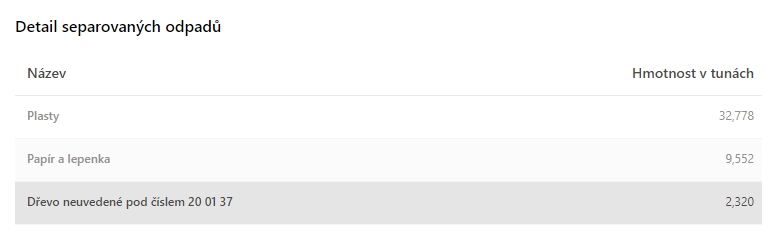 Detail separovaných odpadů
Název Hmotnost v tunách
Plasty 32,778
Papír a lepenka 9,552
Dřevo neuvedené pod číslem 20 01 37 2,320